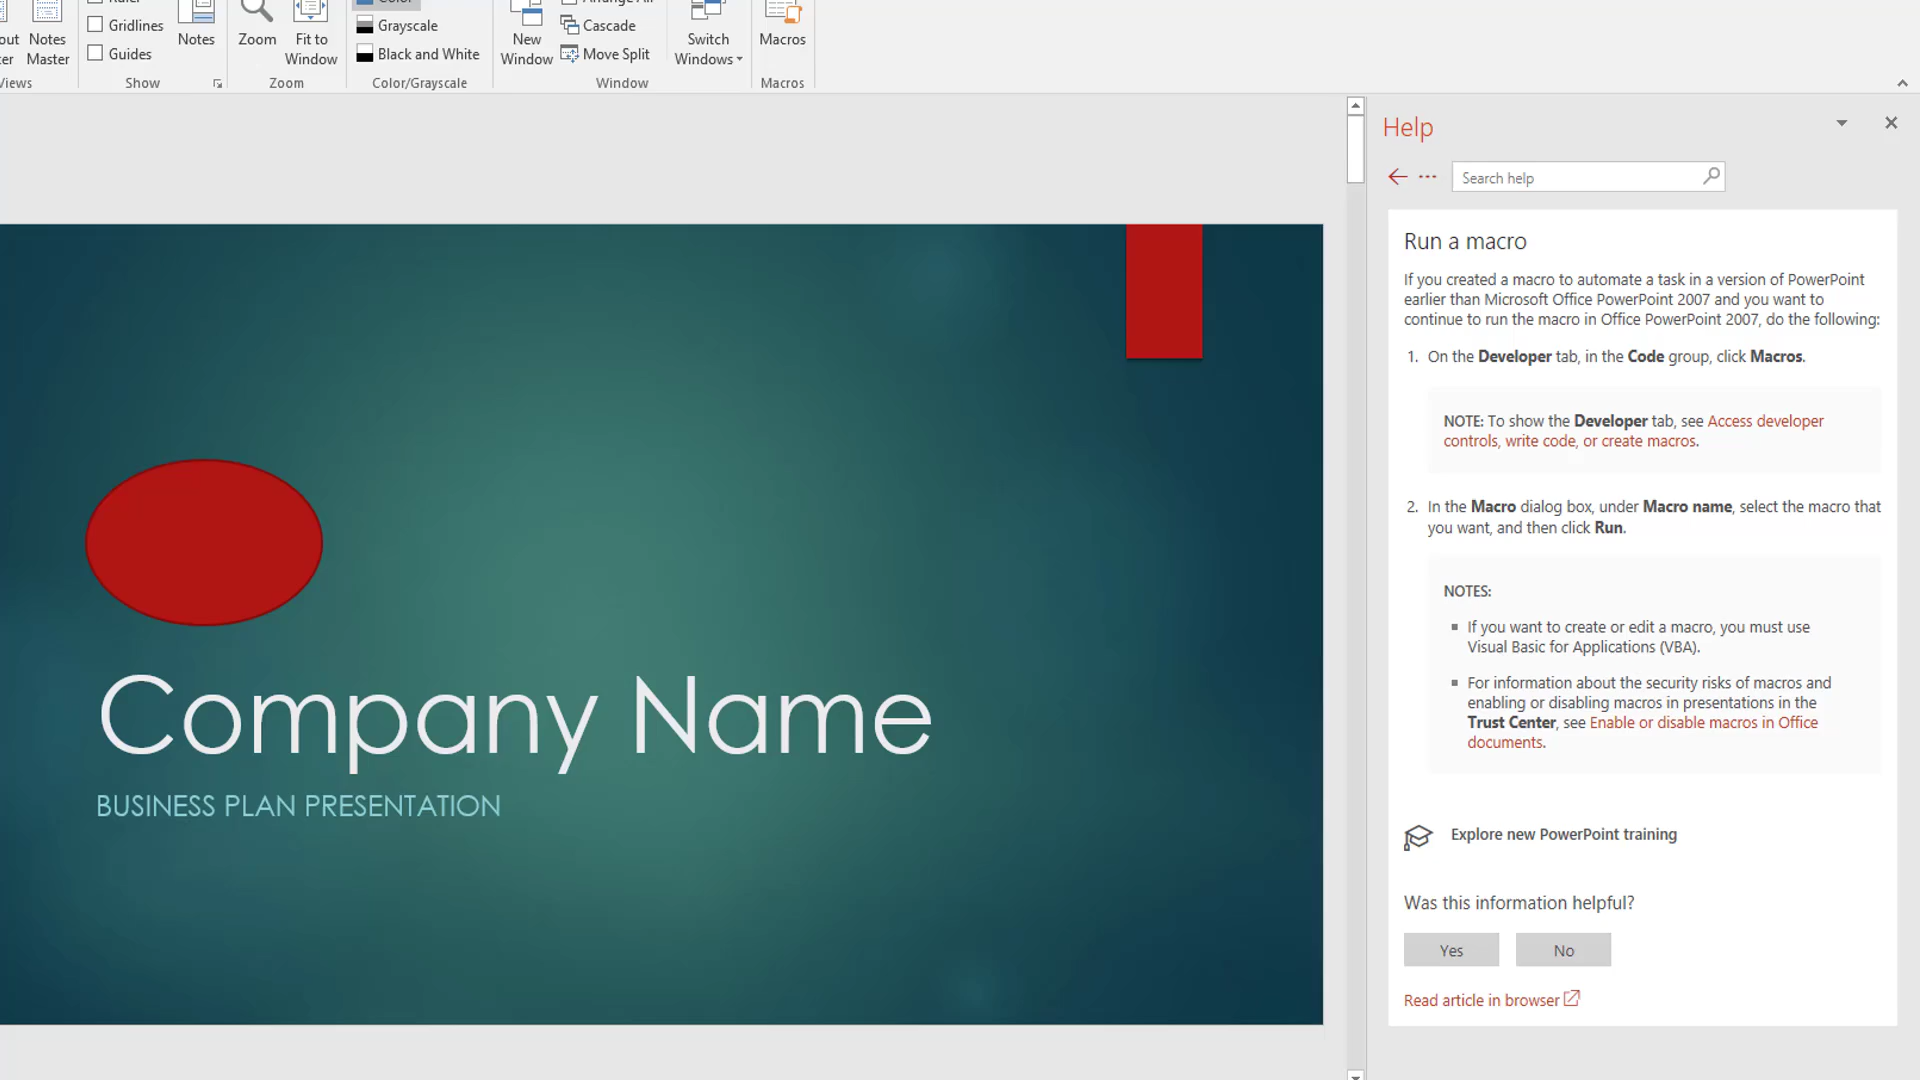 Gridlines
Guides
Show
Notes
Master
Notes
Zoom
Fit to
Window
Zoom
Color
Grayscale
Black and White
Color/Grayscale
New
Window
Arrange All
Cascade
Move Split
Window
Switch
Windows
Macros
Macros
Help
Search help
Run a macro
If you created a macro to automate a task in a version of PowerPoint
earlier than Microsoft Office PowerPoint 2007 and you want to
continue to run the macro in Office PowerPoint 2007, do the following:
1. On the Developer tab, in the Code group, click Macros.
NOTE: To show the Developer tab, see Access developer
controls, write code, or create macros.
2. In the Macro dialog box, under Macro name, select the macro that
you want, and then click Run.
NOTES:
If you want to create or edit a macro, you must use
Visual Basic for Applications (VBA).
For information about the security risks of macros and
enabling or disabling macros in presentations in the
Trust Center, see Enable or disable macros in Office
documents.
Explore new PowerPoint training
Was this information helpful?
Yes
No
Read article in browser
Company Name
BUSINESS PLAN PRESENTATION